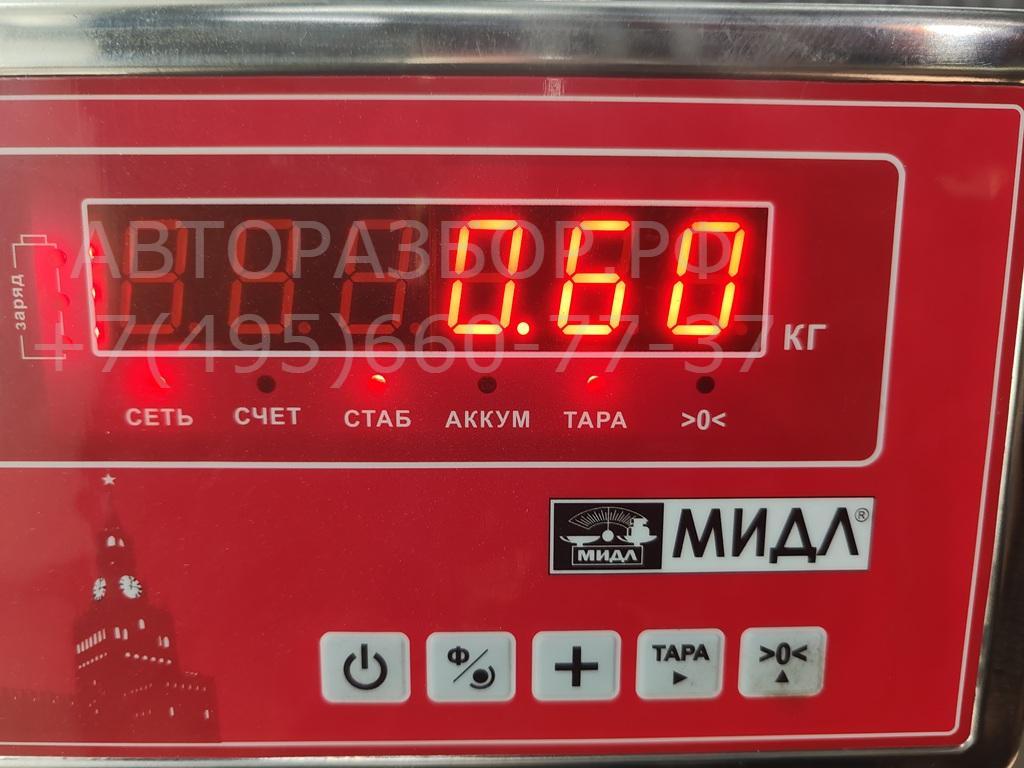 АВТОРАЗБОР.РФ
0.60
+7(495)660-77-37
КГ
заряд
СЕТЬ СЧЕТ СТАБ АККУМ ТАРА >0<
МИДЛ МИДЛ®
Ф + ТАРА >0<